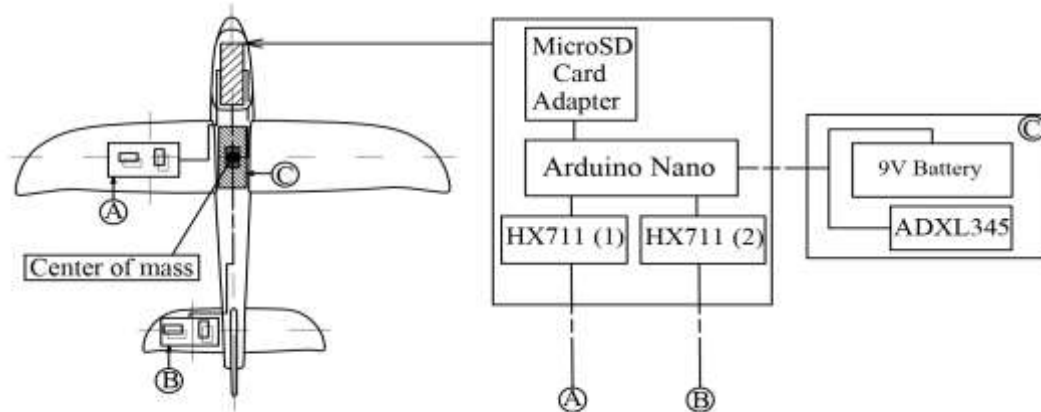 MicroSD
Card
Adapter
Arduino Nano
HX711 (1)
HX711 (2)
A
B
C
9V Battery
ADXL345
A
C
Center of mass
B